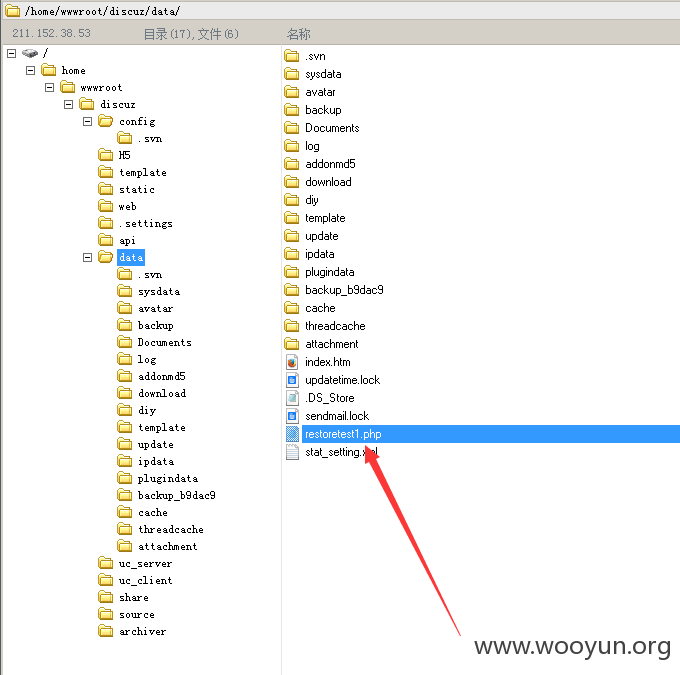 /home/wwwroot/discuz/data/
211.152.38.53 目录(17),文件(6) 名称
/
home
wwwroot
discuz
config
.svn
H5
template
static
web
.settings
api
data
.svn
sysdata
avatar
backup
Documents
log
addonmd5
download
diy
template
update
ipdata
plugindata
backup_b9dac9
cache
threadcache
attachment
uc_server
uc_client
share
source
archiver
.svn
sysdata
avatar
backup
Documents
log
addonmd5
download
diy
template
update
ipdata
plugindata
backup_b9dac9
cache
threadcache
attachment
index.htm
updatetime.lock
.DS_Store
sendmail.lock
restoretest1.php
stat_setting.xml
www.wooyun.org